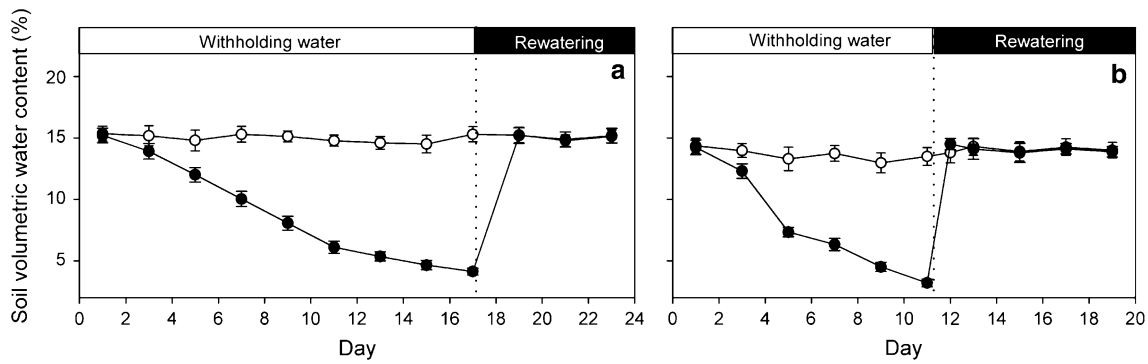 Soil volumetric water content (%)
Withholding water Rewatering
a
20
15
10
5
0 2 4 6 8 10 12 14 16 18 20 22 24
Day
Withholding water Rewatering
b
0 2 4 6 8 10 12 14 16 18 20
Day